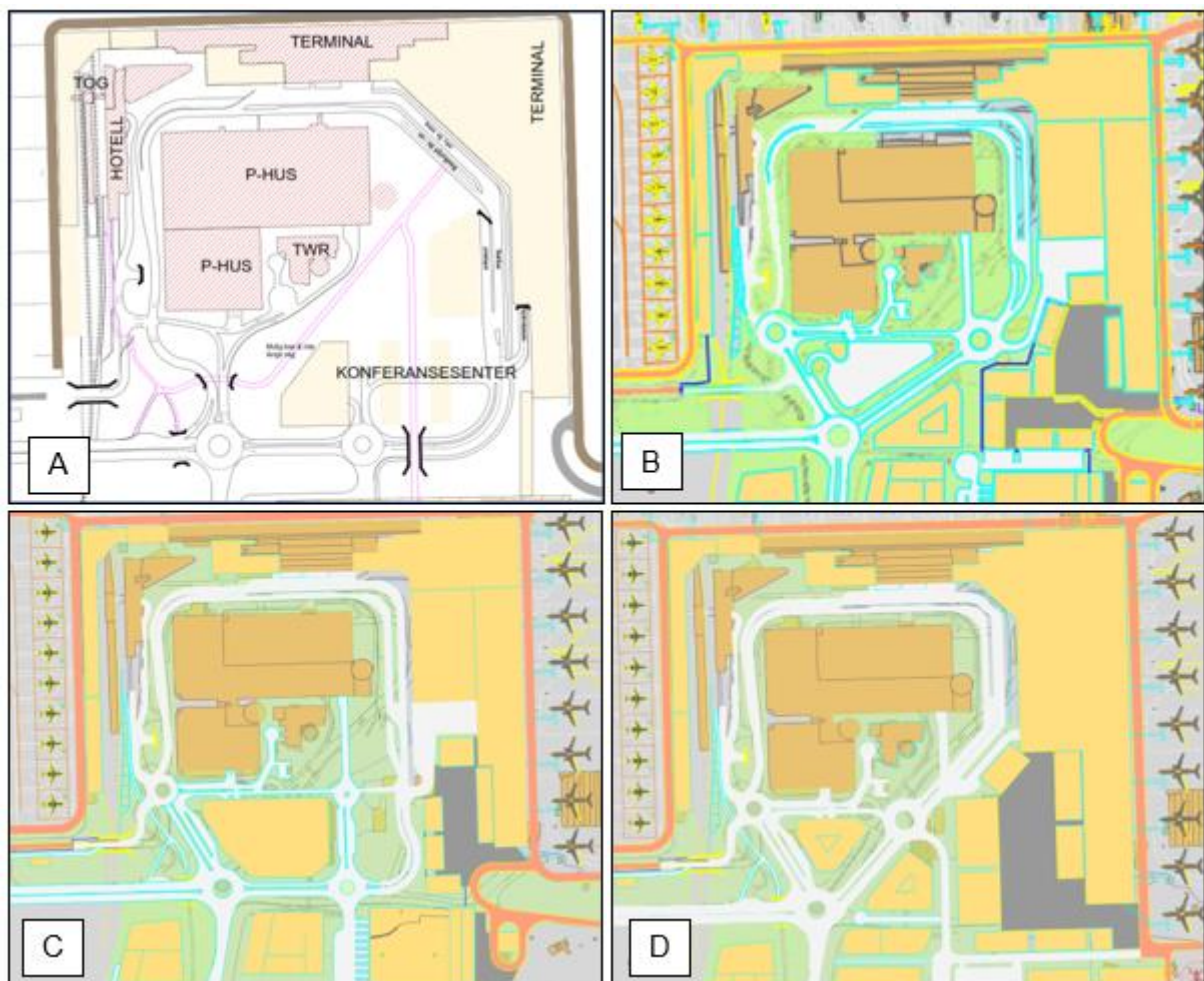 TERMINAL
TERMINAL
TOG
HOTELL
P-HUS
P-HUS
TWR
KONFERANSESENTER
A
B
C
D